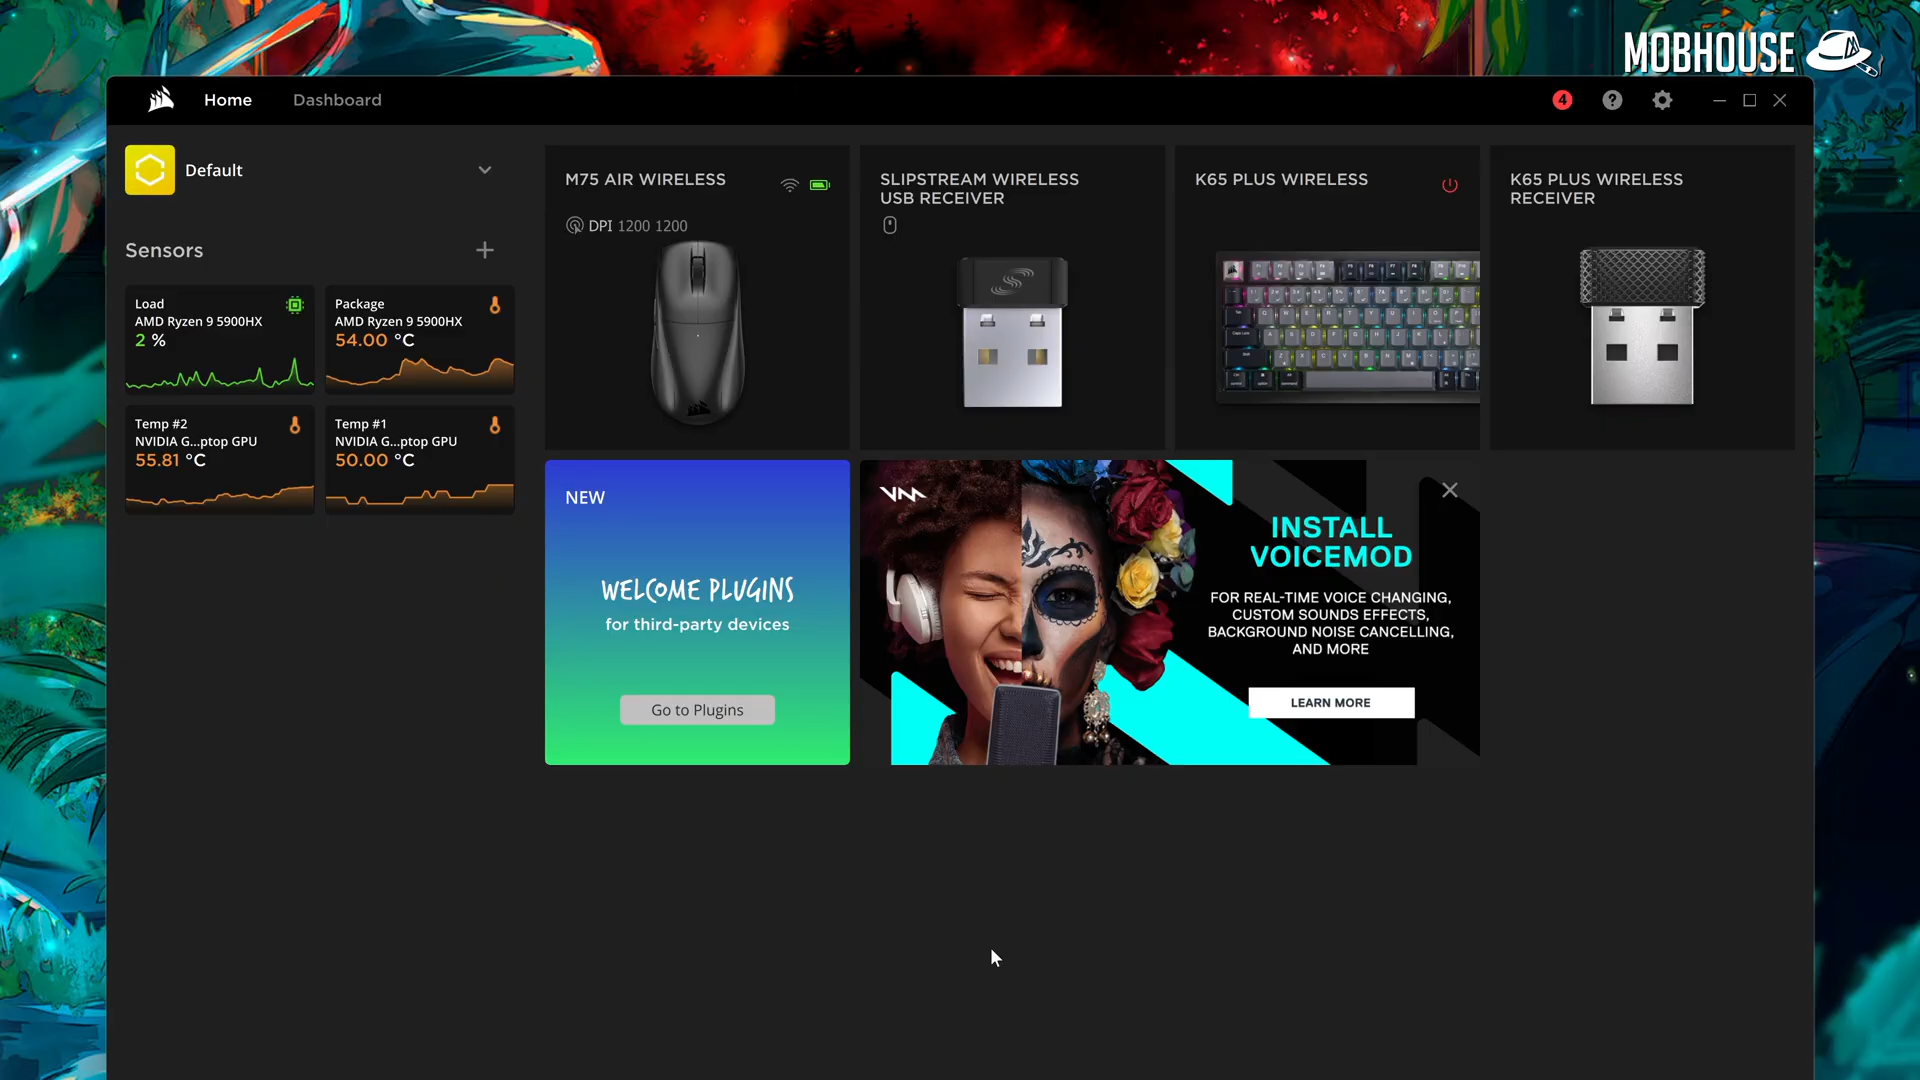 MOBHOUSE
Home
Dashboard
4
?
Default
Sensors
Load
AMD Ryzen 9 5900HX
2 %
Package
AMD Ryzen 9 5900HX
54.00 °C
Temp #2
NVIDIA G...ptop GPU
55.81 °C
Temp #1
NVIDIA G...ptop GPU
50.00 °C
M75 AIR WIRELESS
DPI 1200 1200
SLIPSTREAM WIRELESS
USB RECEIVER
K65 PLUS WIRELESS
K65 PLUS WIRELESS
RECEIVER
NEW
WELCOME PLUGINS
for third-party devices
Go to Plugins
VM
INSTALL
VOICEMOD
FOR REAL-TIME VOICE CHANGING,
CUSTOM SOUNDS EFFECTS,
BACKGROUND NOISE CANCELLING,
AND MORE
LEARN MORE